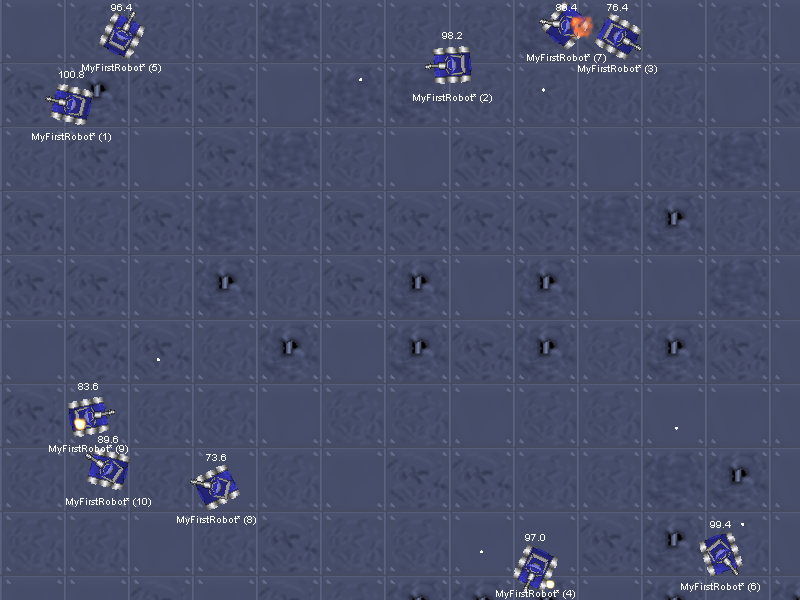 96.4
MyFirstRobot* (5)
100.8
MyFirstRobot* (1)
98.2
MyFirstRobot* (2)
MyFirstRobot* (7)
76.4
MyFirstRobot* (3)
83.6
MyFirstRobot* (9)
89.6
MyFirstRobot* (10)
73.6
MyFirstRobot* (8)
97.0
MyFirstRobot* (4)
99.4
MyFirstRobot* (6)